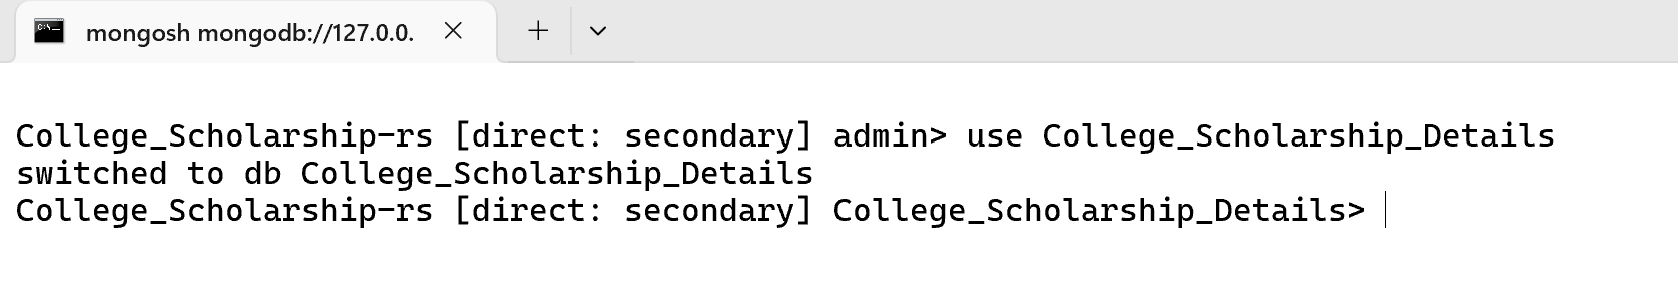 mongosh mongodb://127.0.0.
College_Scholarship-rs [direct: secondary] admin> use College_Scholarship_Details
switched to db College_Scholarship_Details
College_Scholarship-rs [direct: secondary] College_Scholarship_Details>